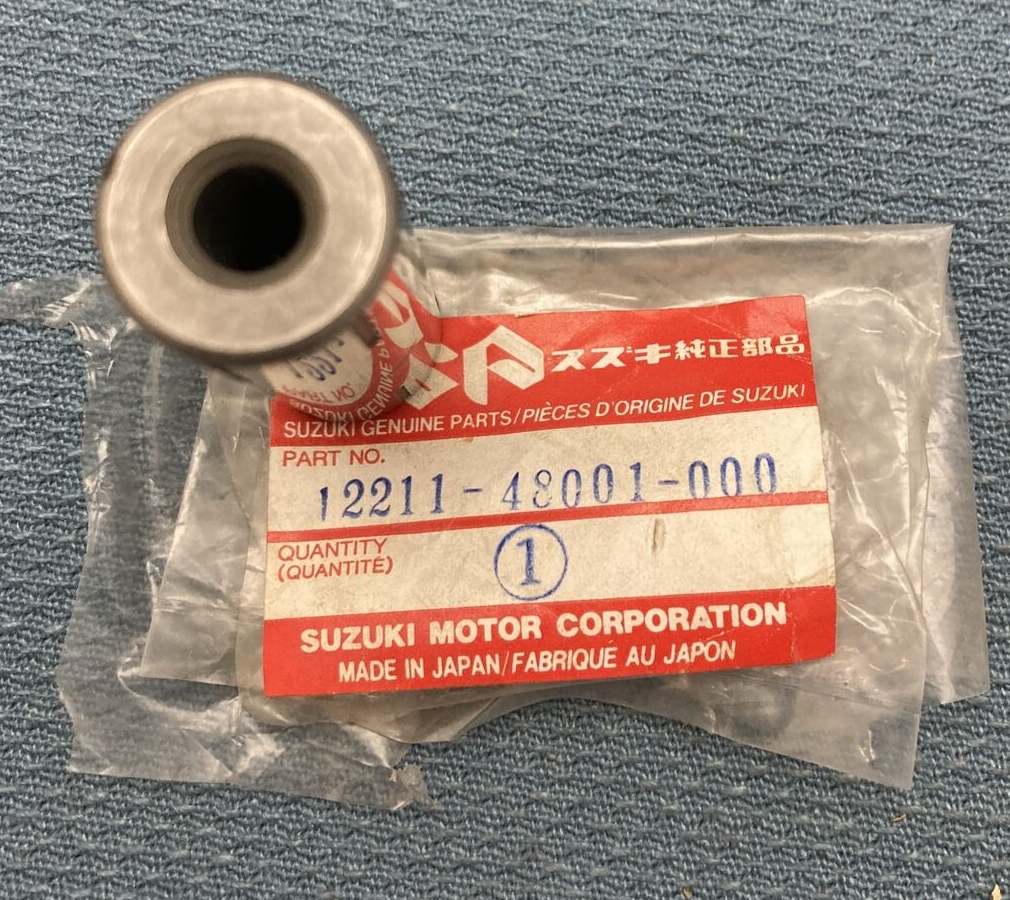 スズキ純正部品
SUZUKI GENUINE PARTS/PIÈCES D'ORIGINE DE SUZUKI
PART NO.
12211-48001-000
QUANTITY
(QUANTITÉ)
1
SUZUKI MOTOR CORPORATION
MADE IN JAPAN/FABRIQUE AU JAPON